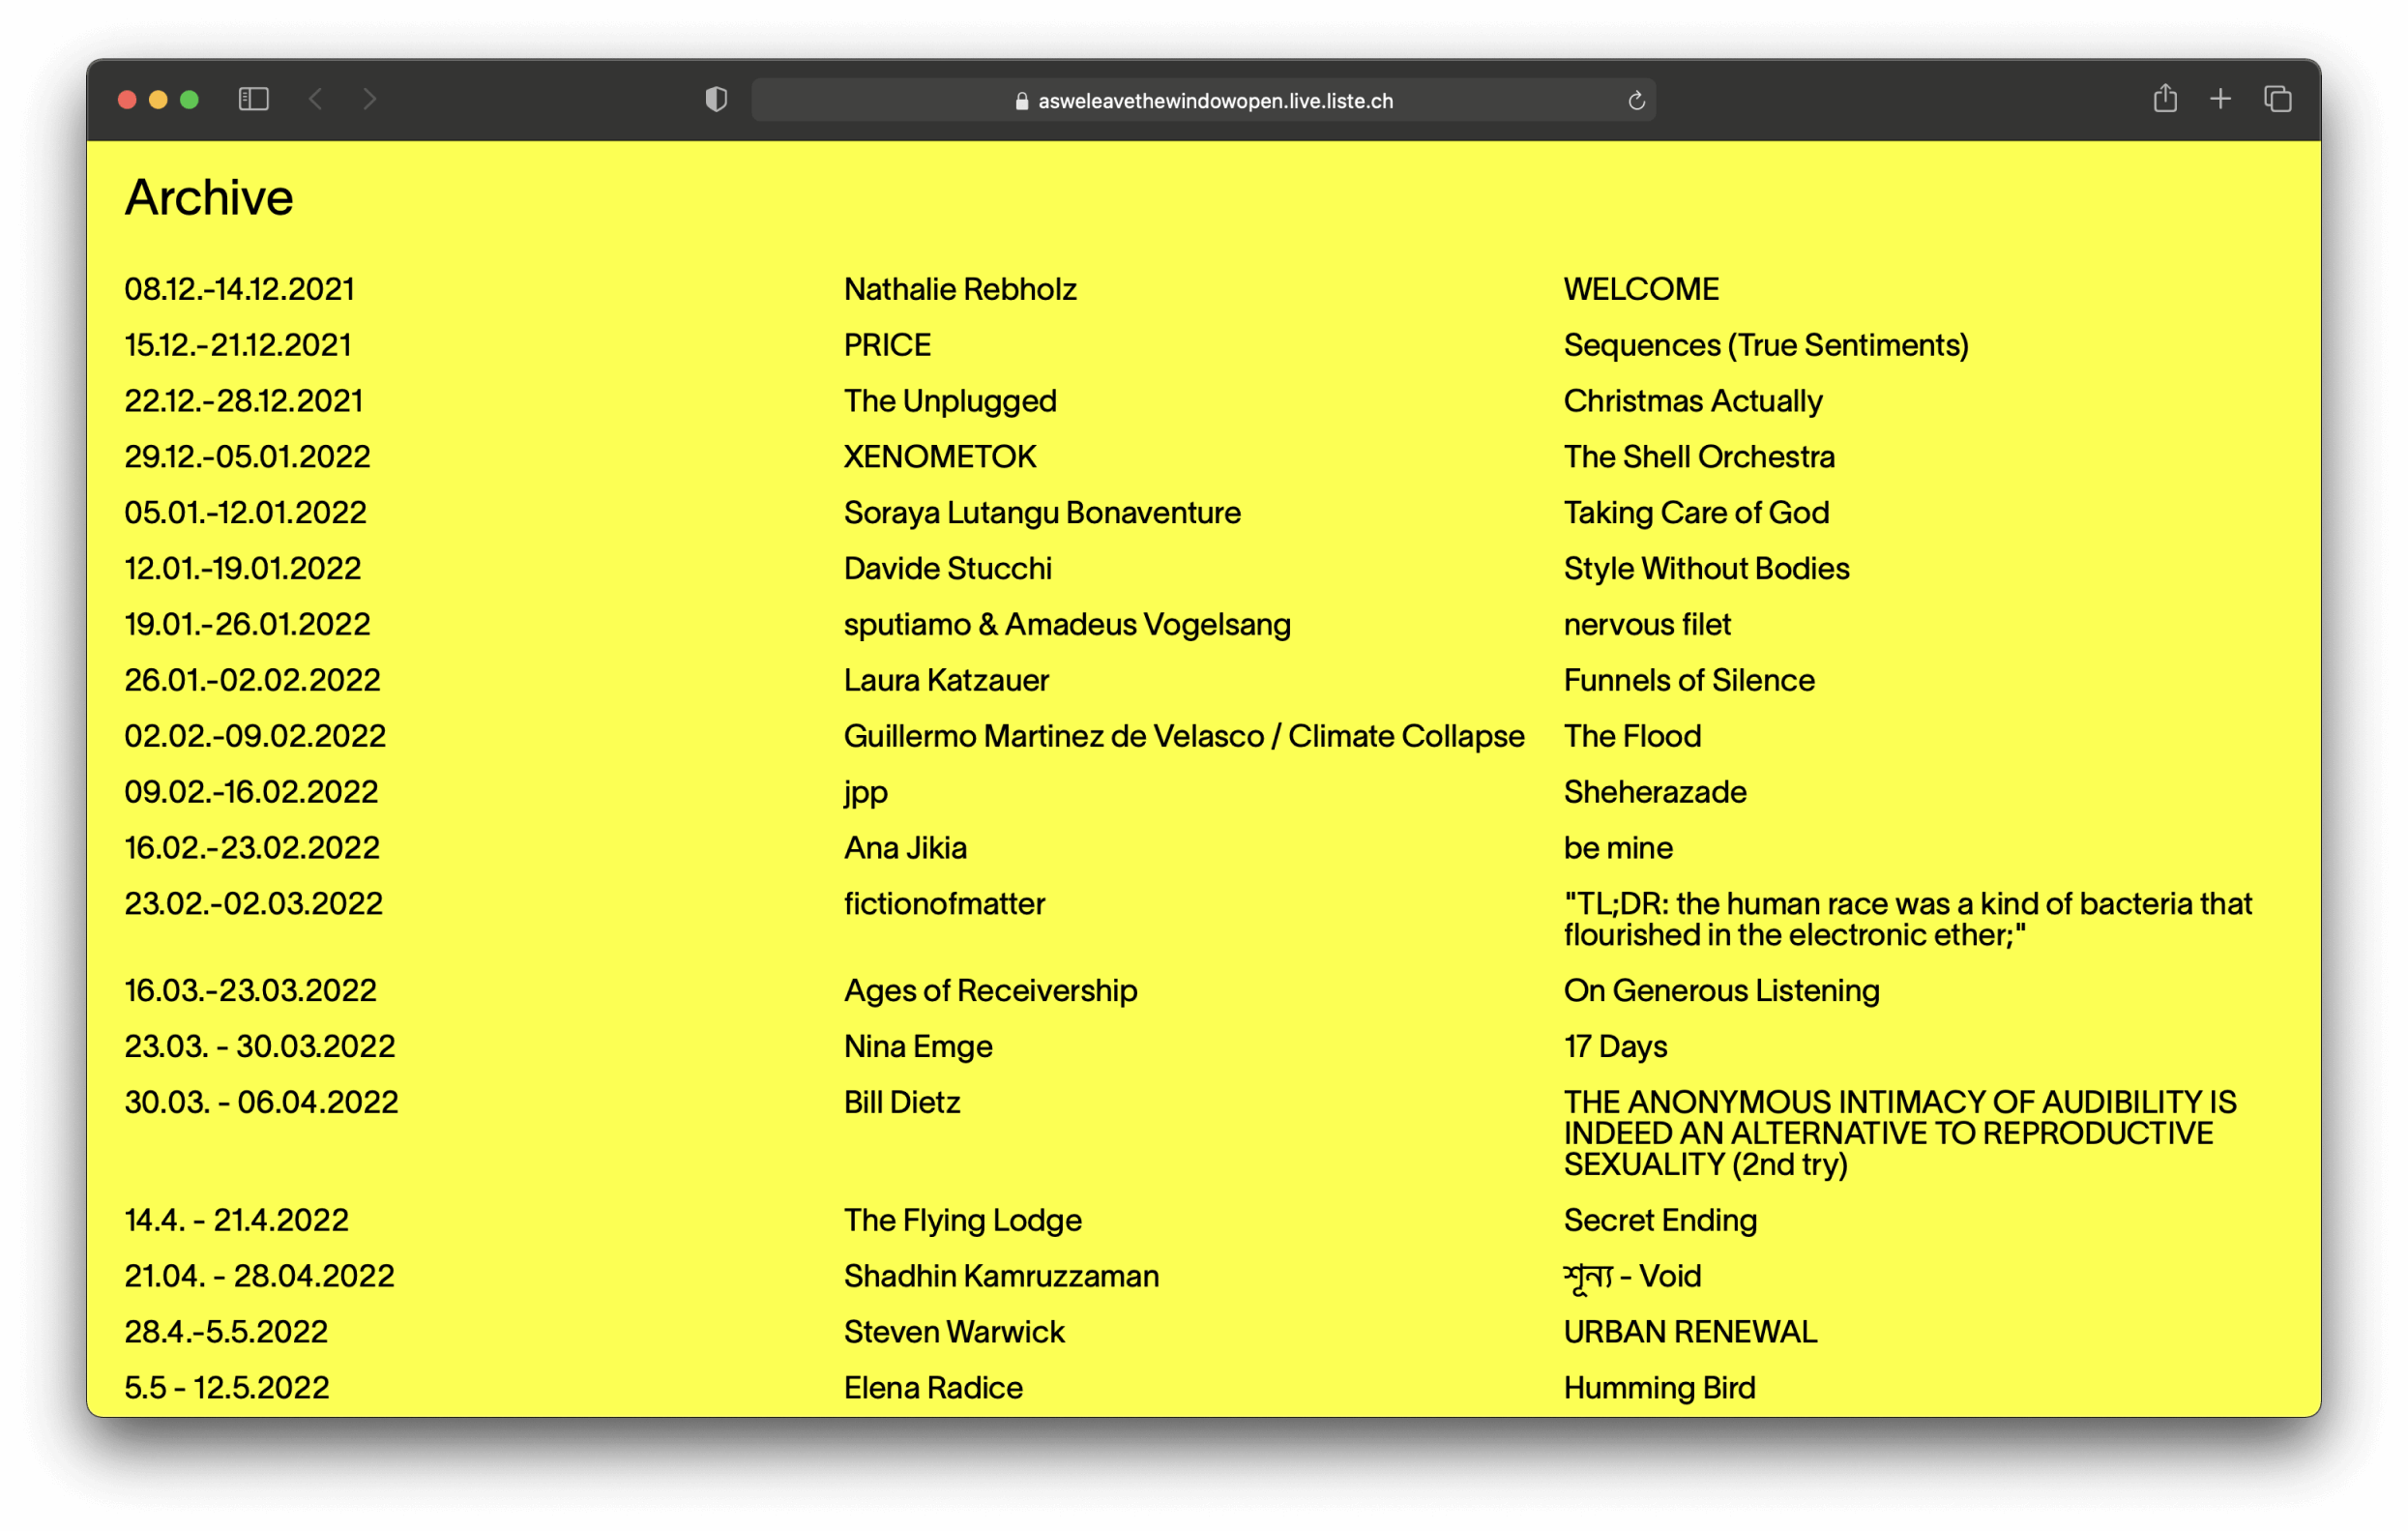 asweleavethewindowopen.live.liste.ch
Archive
08.12.-14.12.2021 Nathalie Rebholz WELCOME
15.12.-21.12.2021 PRICE Sequences (True Sentiments)
22.12.-28.12.2021 The Unplugged Christmas Actually
29.12.-05.01.2022 XENOMETOK The Shell Orchestra
05.01.-12.01.2022 Soraya Lutangu Bonaventure Taking Care of God
12.01.-19.01.2022 Davide Stucchi Style Without Bodies
19.01.-26.01.2022 sputiamo & Amadeus Vogelsang nervous filet
26.01.-02.02.2022 Laura Katzauer Funnels of Silence
02.02.-09.02.2022 Guillermo Martinez de Velasco / Climate Collapse The Flood
09.02.-16.02.2022 jpp Sheherazade
16.02.-23.02.2022 Ana Jikia be mine
23.02.-02.03.2022 fictionofmatter "TL;DR: the human race was a kind of bacteria that
flourished in the electronic ether;"
16.03.-23.03.2022 Ages of Receivership On Generous Listening
23.03. - 30.03.2022 Nina Emge 17 Days
30.03. - 06.04.2022 Bill Dietz THE ANONYMOUS INTIMACY OF AUDIBILITY IS
INDEED AN ALTERNATIVE TO REPRODUCTIVE
SEXUALITY (2nd try)
14.4. - 21.4.2022 The Flying Lodge Secret Ending
21.04. - 28.04.2022 Shadhin Kamruzzaman শূন্য - Void
28.4.-5.5.2022 Steven Warwick URBAN RENEWAL
5.5 - 12.5.2022 Elena Radice Humming Bird